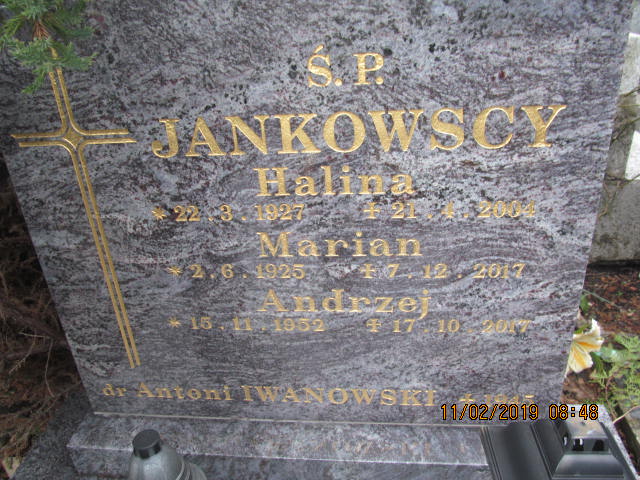 Ś.P.
JANKOWSCY
Halina
* 22.3.1927 ✝ 21.4.2004
Marian
* 2.6.1925 ✝ 7.12.2017
Andrzej
* 15.11.1952 ✝ 17.10.2017
dr Antoni IWANOWSKI ✝
11/02/2019 08:48